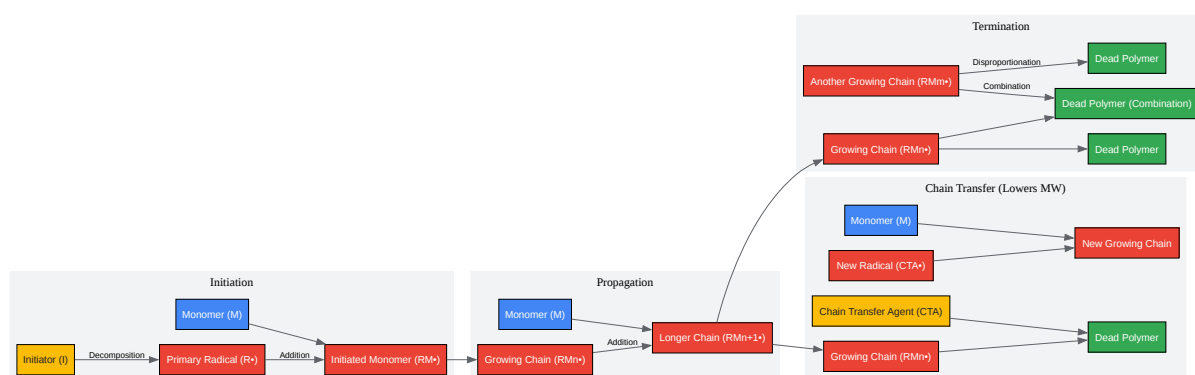 Termination
Disproportionation
Dead Polymer
Another Growing Chain (RMm•)
Combination
Dead Polymer (Combination)
Growing Chain (RMn•)
Dead Polymer
Chain Transfer (Lowers MW)
Monomer (M)
New Growing Chain
New Radical (CTA•)
Chain Transfer Agent (CTA)
Dead Polymer
Growing Chain (RMn•)
Initiation
Monomer (M)
Initiator (I)
Decomposition
Primary Radical (R•)
Addition
Initiated Monomer (RM•)
Propagation
Monomer (M)
Growing Chain (RMn•)
Addition
Longer Chain (RMn+1•)